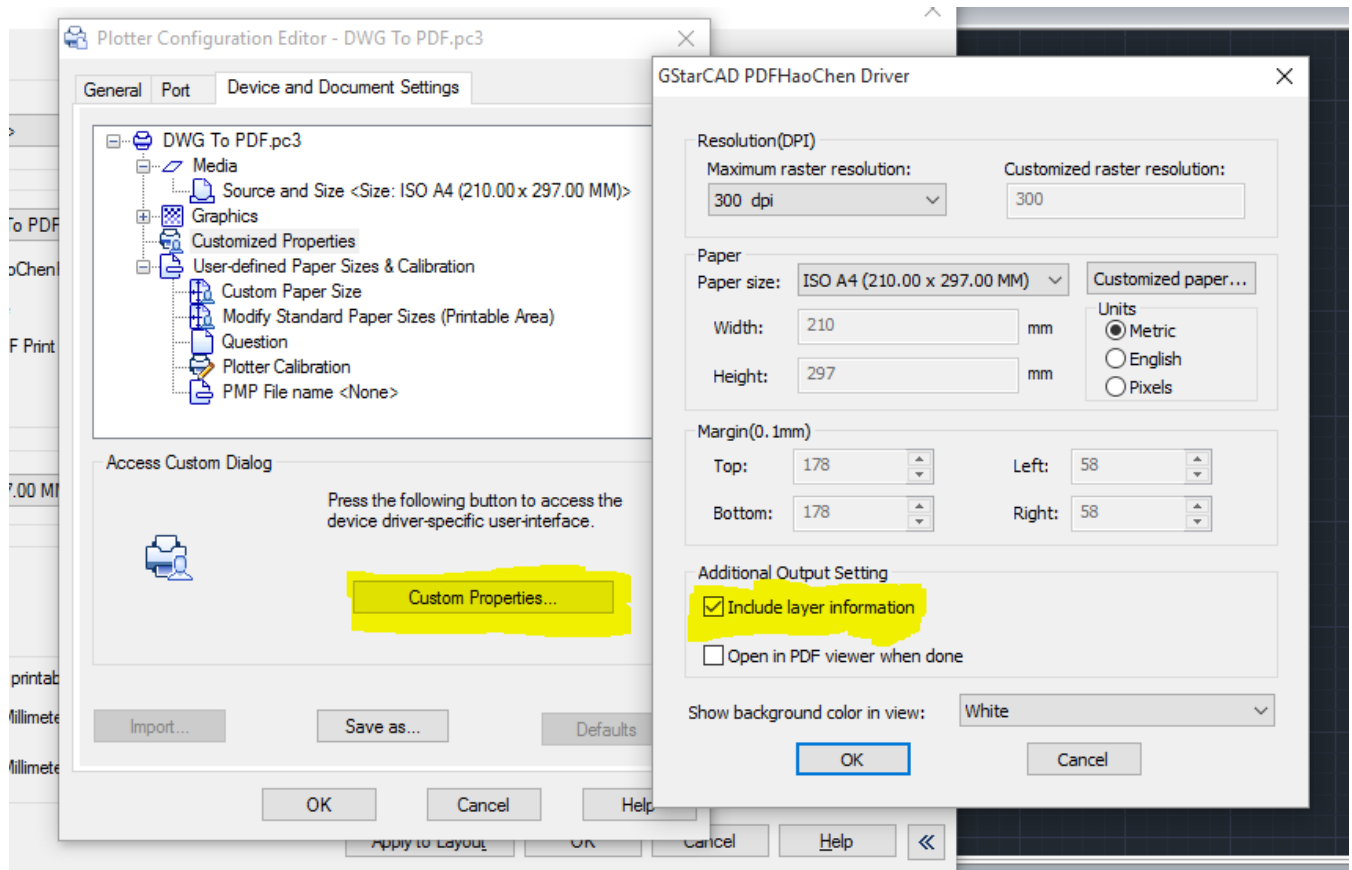 Plotter Configuration Editor - DWG To PDF.pc3
General Port Device and Document Settings
DWG To PDF.pc3
Media
Source and Size <Size: ISO A4 (210.00 x 297.00 MM)>
Graphics
Customized Properties
User-defined Paper Sizes & Calibration
Custom Paper Size
Modify Standard Paper Sizes (Printable Area)
Question
Plotter Calibration
PMP File name <None>
Access Custom Dialog
Press the following button to access the
device driver-specific user-interface.
Custom Properties...
Import... Save as... Defaults
OK Cancel Help
GStarCAD PDFHaoChen Driver
Resolution(DPI)
Maximum raster resolution: Customized raster resolution:
300 dpi 300
Paper
Paper size: ISO A4 (210.00 x 297.00 MM) Customized paper...
Units
Width: 210 mm Metric
English
Height: 297 mm Pixels
Margin(0.1mm)
Top: 178 Left: 58
Bottom: 178 Right: 58
Additional Output Setting
Include layer information
Open in PDF viewer when done
Show background color in view: White
OK Cancel
To PDF
F Print
7.00 M
printab
Millimete
Millimete
Apply to Layout OK Cancel Help